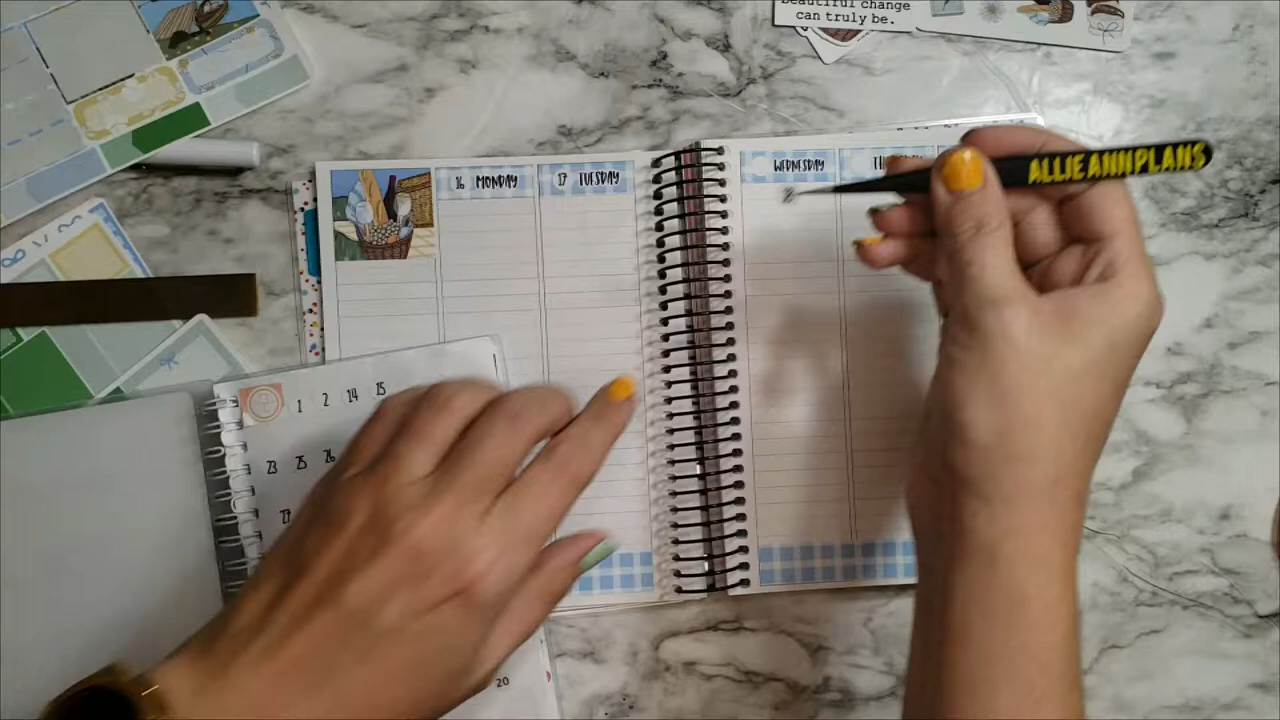 beautiful change
can truly be.
ALLIEANNPLANS
16 MONDAY
17 TUESDAY
WEDNESDAY
1 2 14 15
23 25 26
20